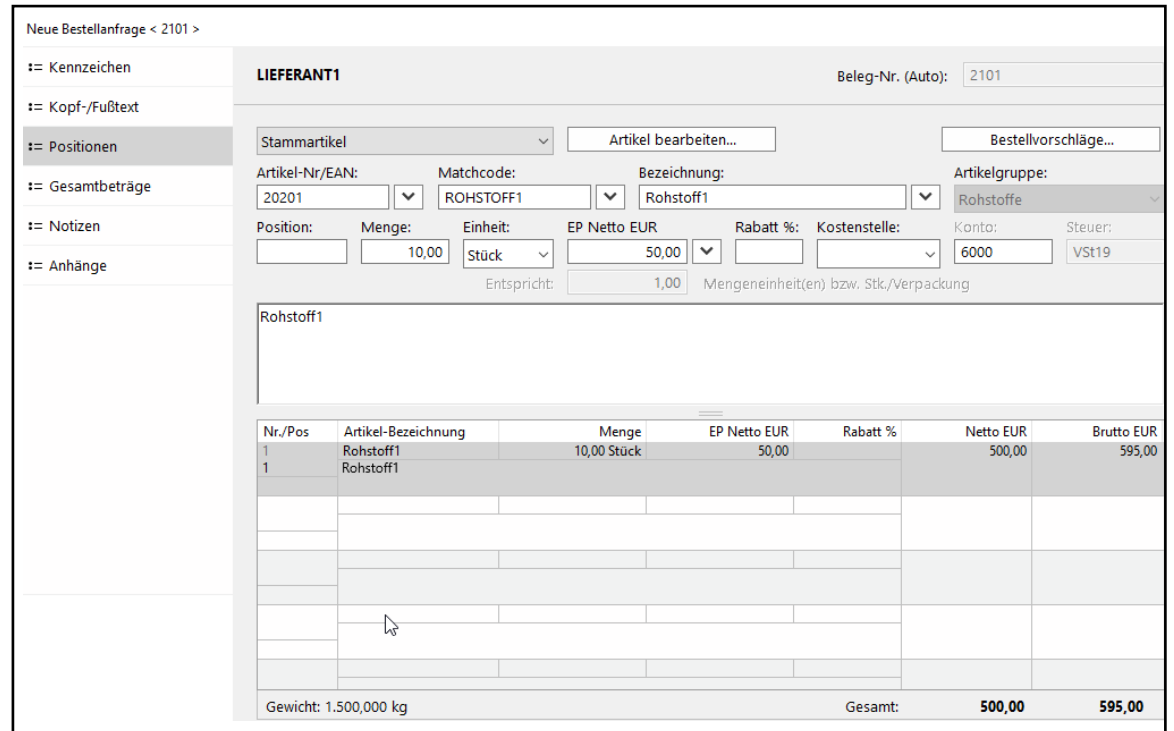 Neue Bestellanfrage < 2101 >
Kennzeichen
Kopf-/Fußtext
Positionen
Gesamtbeträge
Notizen
Anhänge
LIEFERANT1 Beleg-Nr. (Auto): 2101
Stammartikel Artikel bearbeiten... Bestellvorschläge...
Artikel-Nr/EAN: Matchcode: Bezeichnung: Artikelgruppe:
20201 ROHSTOFF1 Rohstoff1 Rohstoffe
Position: Menge: Einheit: EP Netto EUR Rabatt %: Kostenstelle: Konto: Steuer:
10,00 Stück 50,00 6000 VSt19
Entspricht: 1,00 Mengeneinheit(en) bzw. Stk./Verpackung
Rohstoff1
Nr./Pos Artikel-Bezeichnung Menge EP Netto EUR Rabatt % Netto EUR Brutto EUR
1 Rohstoff1 10,00 Stück 50,00 500,00 595,00
1 Rohstoff1
Gewicht: 1.500,000 kg Gesamt: 500,00 595,00